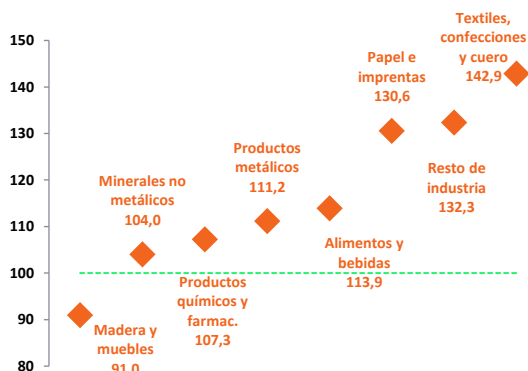 150
140
130
120
110
100
90
80
Madera y
muebles
91,0
Minerales no
metálicos
104,0
Productos
químicos y
farmac.
107,3
Productos
metálicos
111,2
Alimentos y
bebidas
113,9
Papel e
imprentas
130,6
Resto de
industria
132,3
Textiles,
confecciones
y cuero
142,9